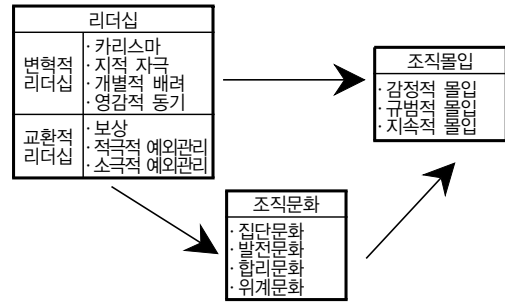 리더십
변혁적
리더십
· 카리스마
· 지적 자극
· 개별적 배려
· 영감적 동기
교환적
리더십
· 보상
· 적극적 예외관리
· 소극적 예외관리
조직몰입
· 감정적 몰입
· 규범적 몰입
· 지속적 몰입
조직문화
· 집단문화
· 발전문화
· 합리문화
· 위계문화